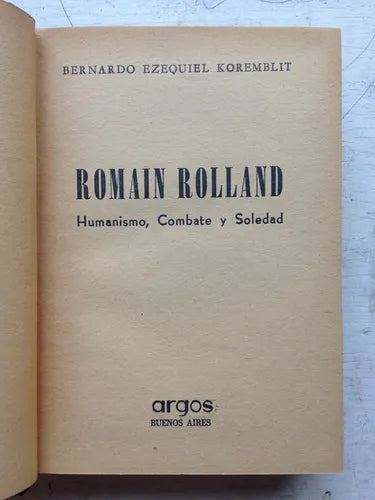 BERNARDO EZEQUIEL KOREMBLIT
ROMAIN ROLLAND
Humanismo, Combate y Soledad
argos
BUENOS AIRES